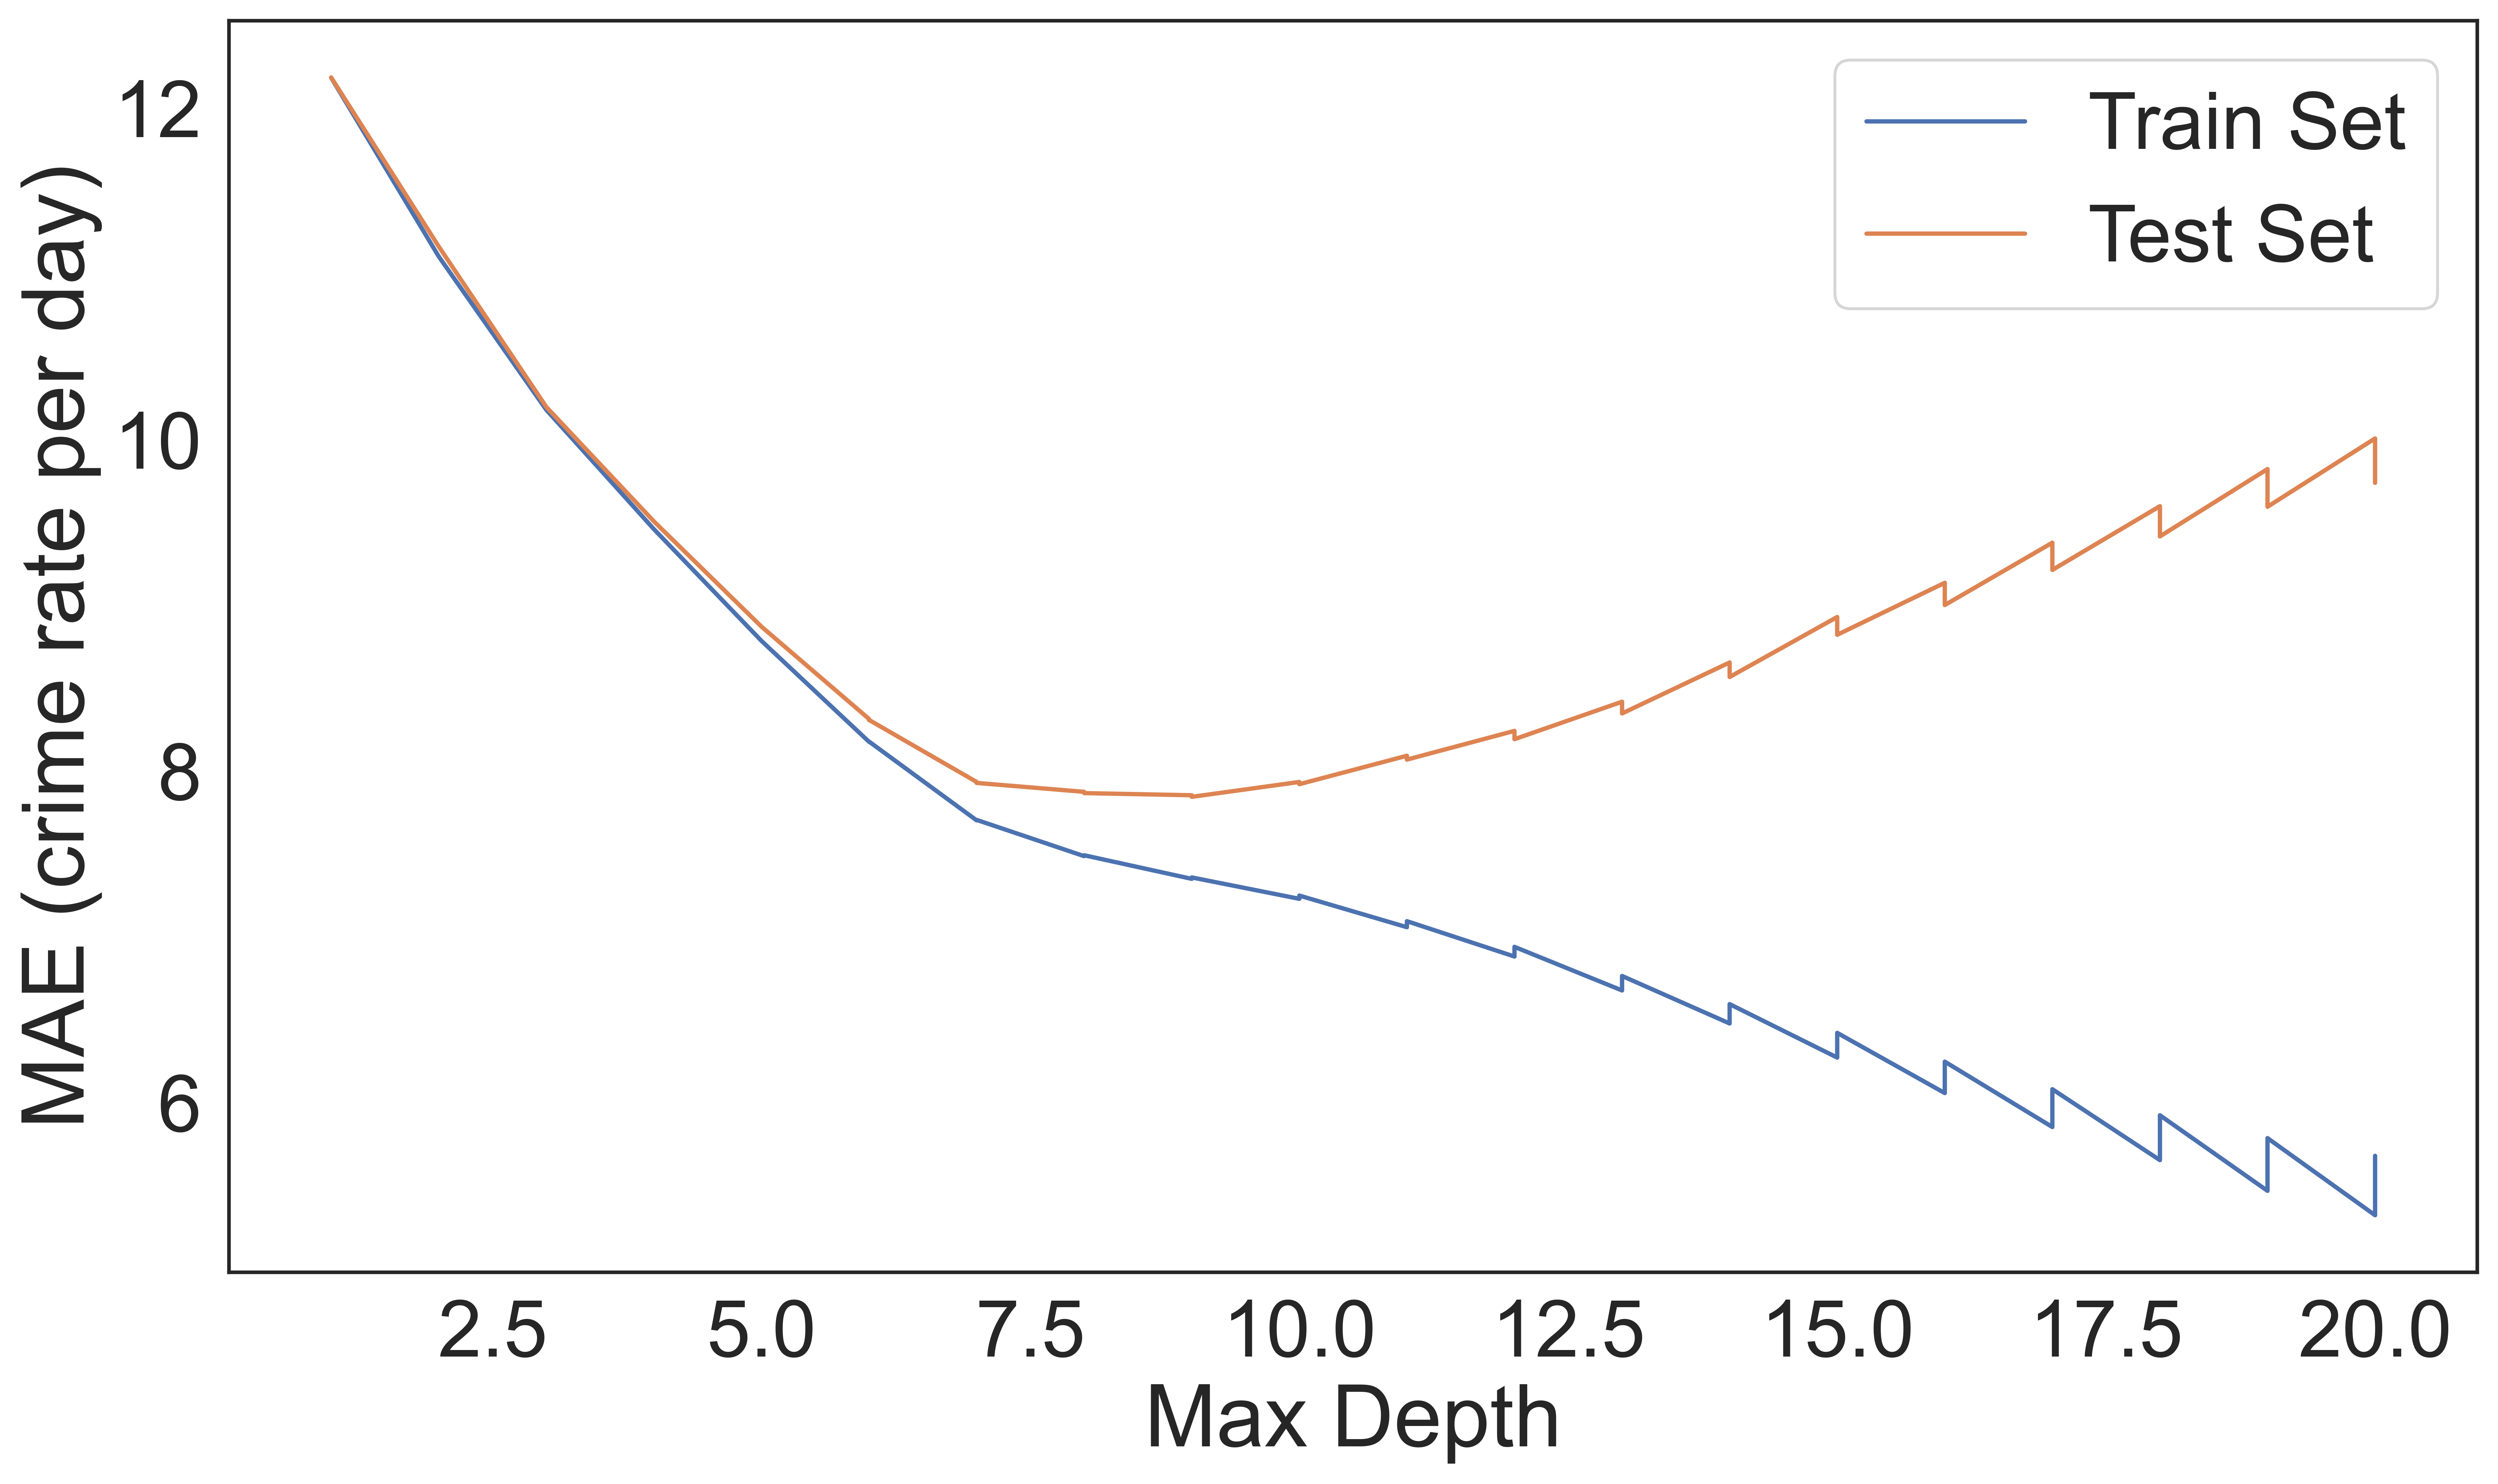 Train Set
Test Set
MAE (crime rate per day)
12
10
8
6
2.5 5.0 7.5 10.0 12.5 15.0 17.5 20.0
Max Depth